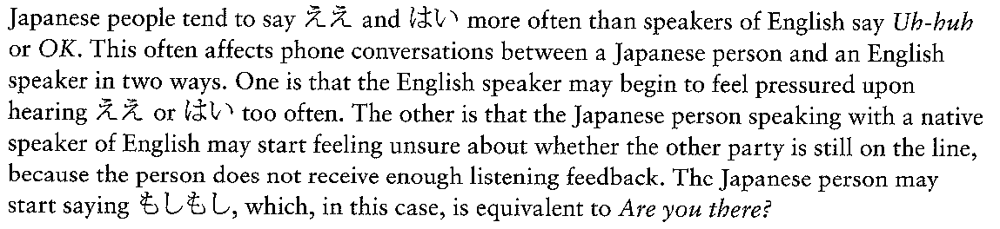 Japanese people tend to say ええ and はい more often than speakers of English say Uh-huh
or OK. This often affects phone conversations between a Japanese person and an English
speaker in two ways. One is that the English speaker may begin to feel pressured upon
hearing ええ or はい too often. The other is that the Japanese person speaking with a native
speaker of English may start feeling unsure about whether the other party is still on the line,
because the person does not receive enough listening feedback. The Japanese person may
start saying もしもし, which, in this case, is equivalent to Are you there?